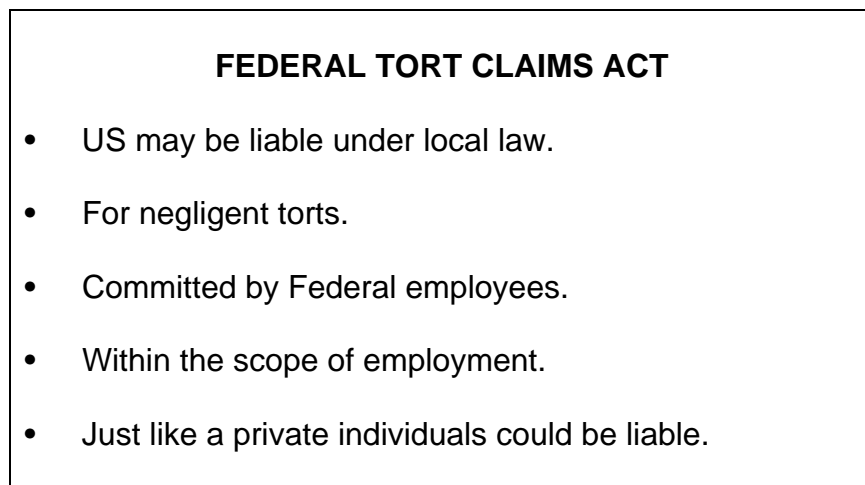 FEDERAL TORT CLAIMS ACT
• US may be liable under local law.
• For negligent torts.
• Committed by Federal employees.
• Within the scope of employment.
• Just like a private individuals could be liable.